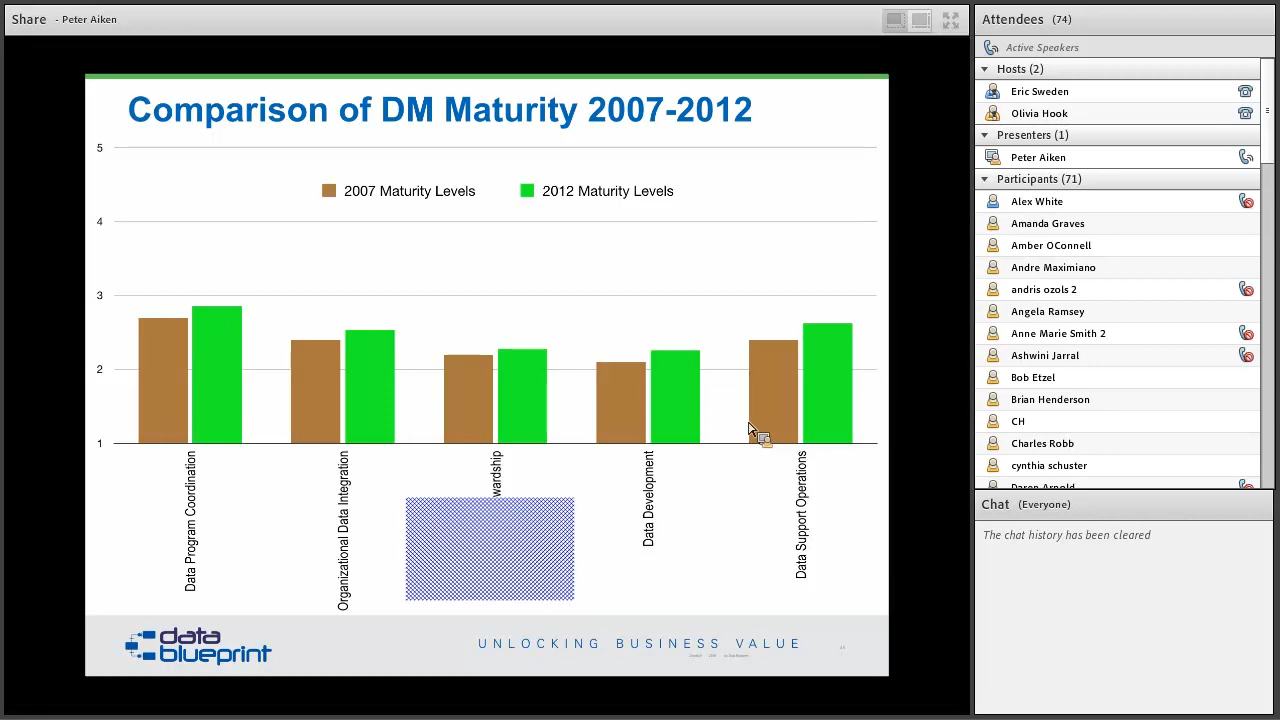 Share - Peter Aiken
Comparison of DM Maturity 2007-2012
5
2007 Maturity Levels 2012 Maturity Levels
4
3
2
1
Data Program Coordination
Organizational Data Integration
wardship
Data Development
Data Support Operations
data
blueprint
UNLOCKING BUSINESS VALUE
Attendees (74)
Active Speakers
Hosts (2)
Eric Sweden
Olivia Hook
Presenters (1)
Peter Aiken
Participants (71)
Alex White
Amanda Graves
Amber OConnell
Andre Maximiano
andris ozols 2
Angela Ramsey
Anne Marie Smith 2
Ashwini Jarral
Bob Etzel
Brian Henderson
CH
Charles Robb
cynthia schuster
Daren Arnold
Chat (Everyone)
The chat history has been cleared